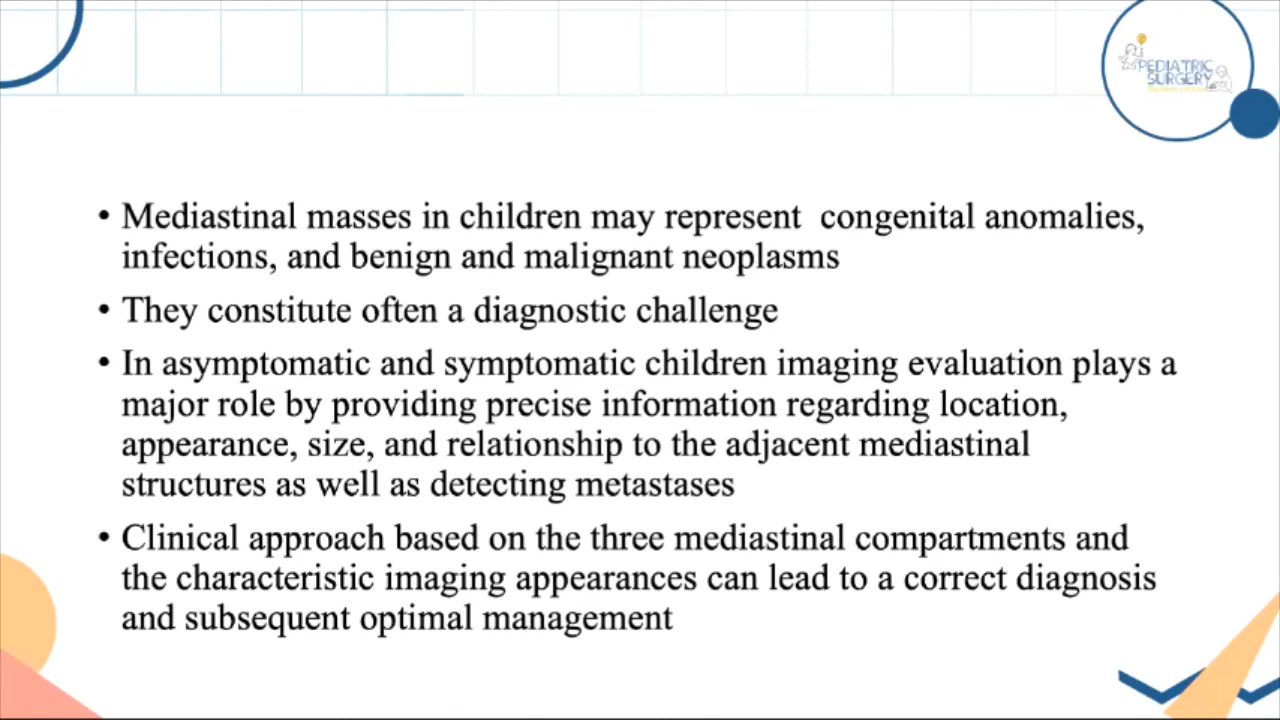 PEDIATRIC
SURGERY
• Mediastinal masses in children may represent  congenital anomalies,
infections, and benign and malignant neoplasms
• They constitute often a diagnostic challenge
• In asymptomatic and symptomatic children imaging evaluation plays a
major role by providing precise information regarding location,
appearance, size, and relationship to the adjacent mediastinal
structures as well as detecting metastases
• Clinical approach based on the three mediastinal compartments and
the characteristic imaging appearances can lead to a correct diagnosis
and subsequent optimal management